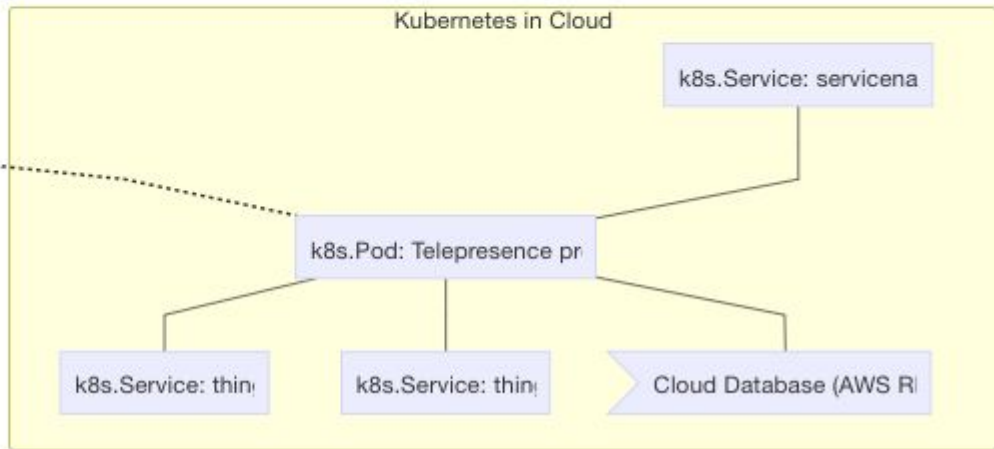 Kubernetes in Cloud
k8s.Service: servicena
k8s.Pod: Telepresence pr
k8s.Service: thin
k8s.Service: thin
Cloud Database (AWS R